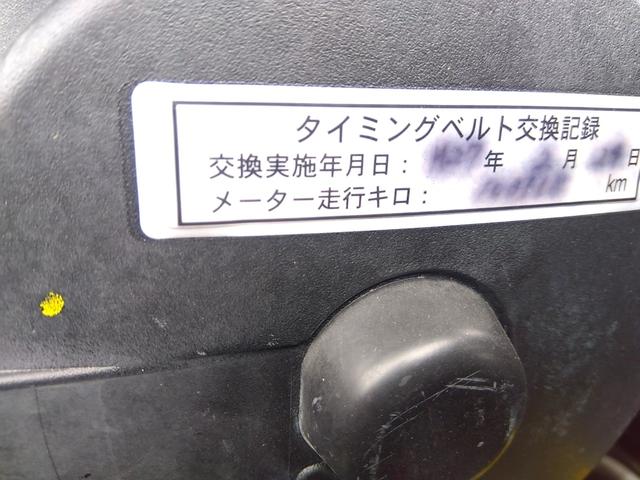 タイミングベルト交換記録
交換実施年月日： 年 月 日
メーター走行キロ： km